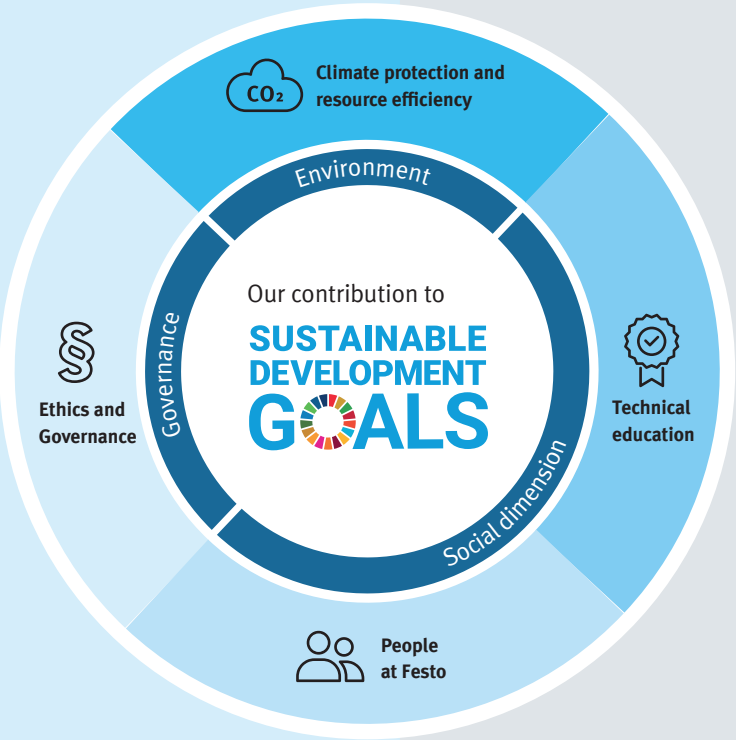 CO₂
Climate protection and
resource efficiency
Environment
Our contribution to
SUSTAINABLE
DEVELOPMENT
GOALS
Governance
§
Ethics and
Governance
Technical
education
Social dimension
People
at Festo